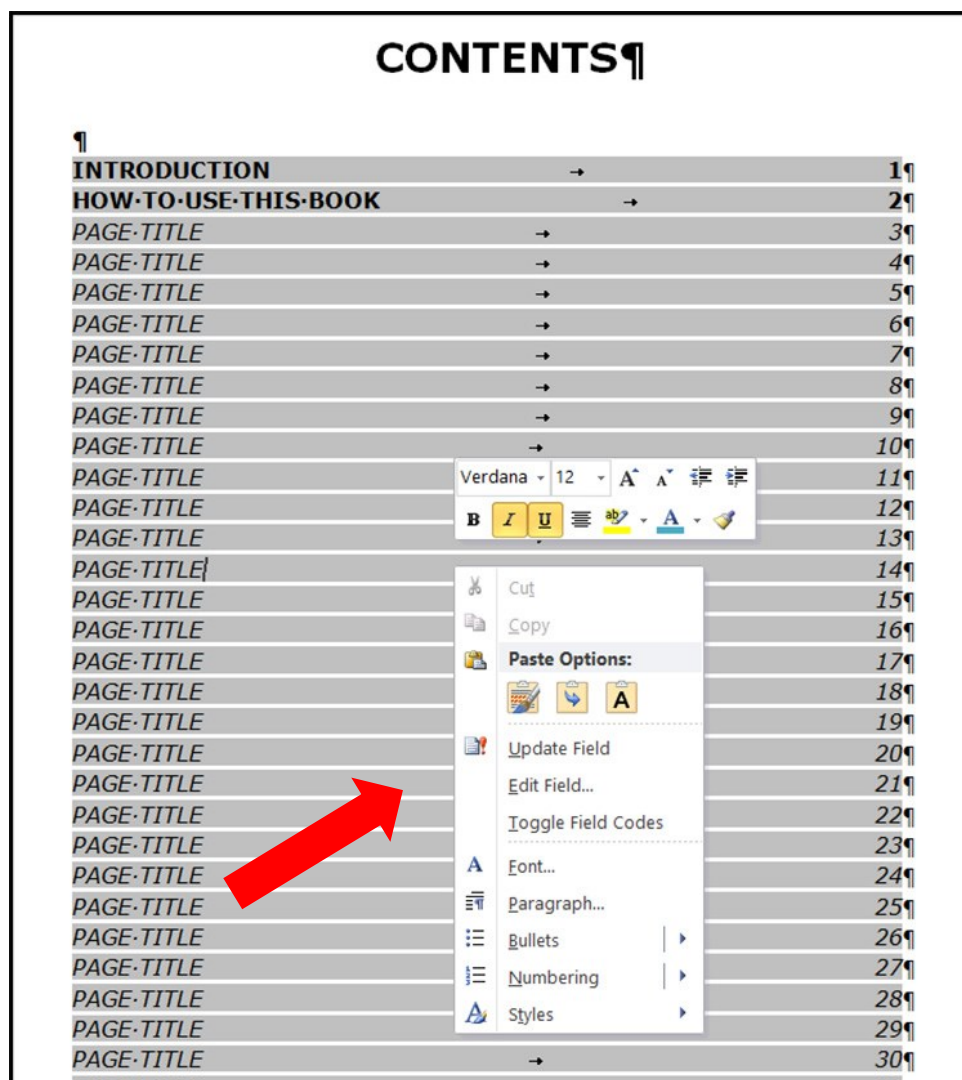 CONTENTS¶
¶
INTRODUCTION → 1¶
HOW·TO·USE·THIS·BOOK → 2¶
PAGE·TITLE → 3¶
PAGE·TITLE → 4¶
PAGE·TITLE → 5¶
PAGE·TITLE → 6¶
PAGE·TITLE → 7¶
PAGE·TITLE → 8¶
PAGE·TITLE → 9¶
PAGE·TITLE → 10¶
PAGE·TITLE 11¶
PAGE·TITLE 12¶
PAGE·TITLE 13¶
PAGE·TITLE 14¶
PAGE·TITLE 15¶
PAGE·TITLE 16¶
PAGE·TITLE 17¶
PAGE·TITLE 18¶
PAGE·TITLE 19¶
PAGE·TITLE 20¶
PAGE·TITLE 21¶
PAGE·TITLE 22¶
PAGE·TITLE 23¶
PAGE·TITLE 24¶
PAGE·TITLE 25¶
PAGE·TITLE 26¶
PAGE·TITLE 27¶
PAGE·TITLE 28¶
PAGE·TITLE 29¶
PAGE·TITLE → 30¶
Verdana 12 A A
B I U ab A
Cut
Copy
Paste Options:
A
Update Field
Edit Field...
Toggle Field Codes
A Font...
Paragraph...
Bullets
Numbering
A Styles